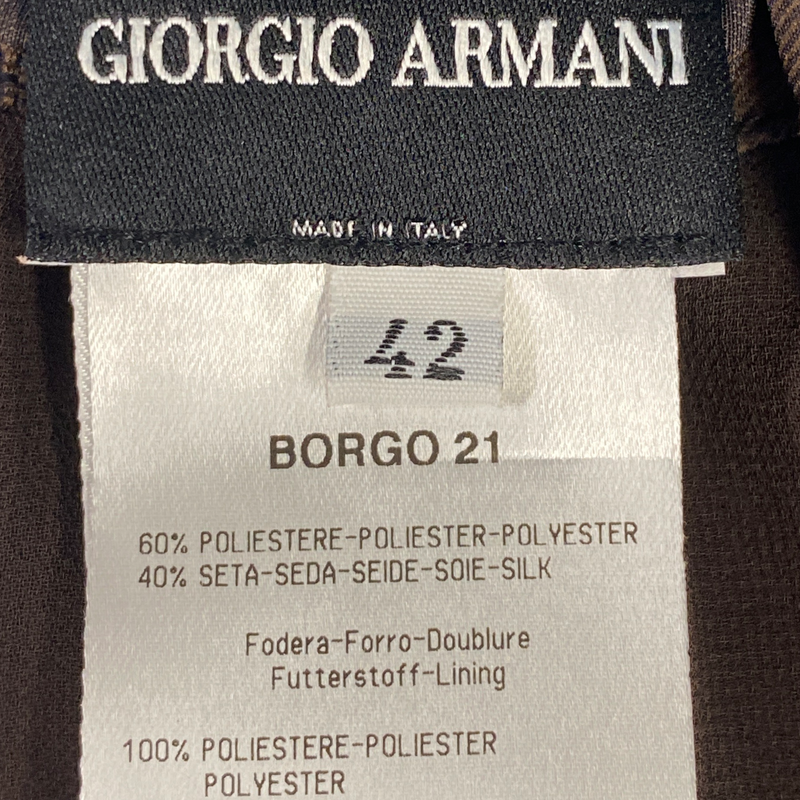 GIORGIO ARMANI
MADE IN ITALY
42
BORGO 21
60% POLIESTERE-POLIESTER-POLYESTER
40% SETA-SEDA-SEIDE-SOIE-SILK
Fodera-Forro-Doublure
Futterstoff-Lining
100% POLIESTERE-POLIESTER
POLYESTER